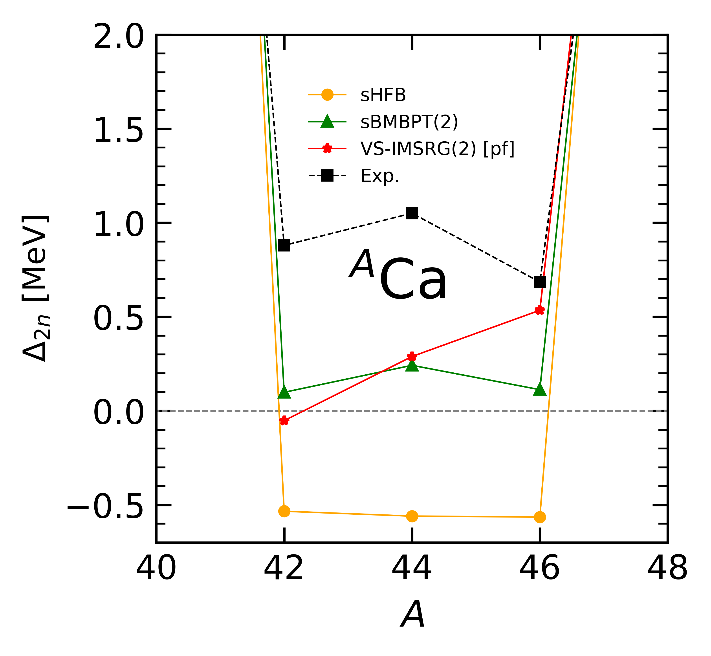 2.0
1.5
1.0
0.5
0.0
−0.5
Δ2n [MeV]
sHFB
sBMBPT(2)
VS-IMSRG(2) [pf]
Exp.
ACa
40 42 44 46 48
A